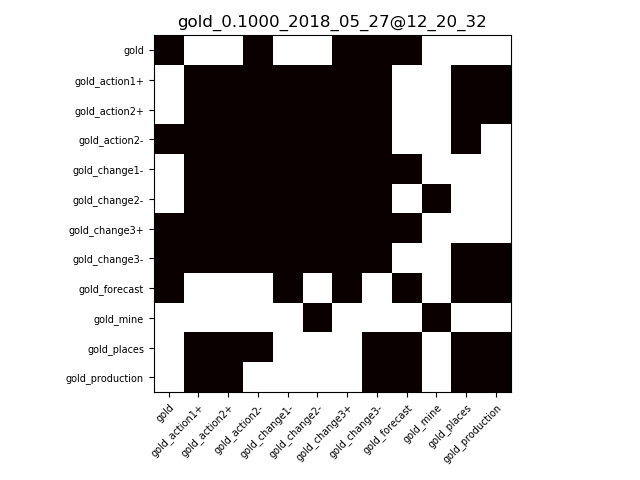 gold_0.1000_2018_05_27@12_20_32
gold
gold_action1+
gold_action2+
gold_action2-
gold_change1-
gold_change2-
gold_change3+
gold_change3-
gold_forecast
gold_mine
gold_places
gold_production
gold
gold_action1+
gold_action2+
gold_action2-
gold_change1-
gold_change2-
gold_change3+
gold_change3-
gold_forecast
gold_mine
gold_places
gold_production